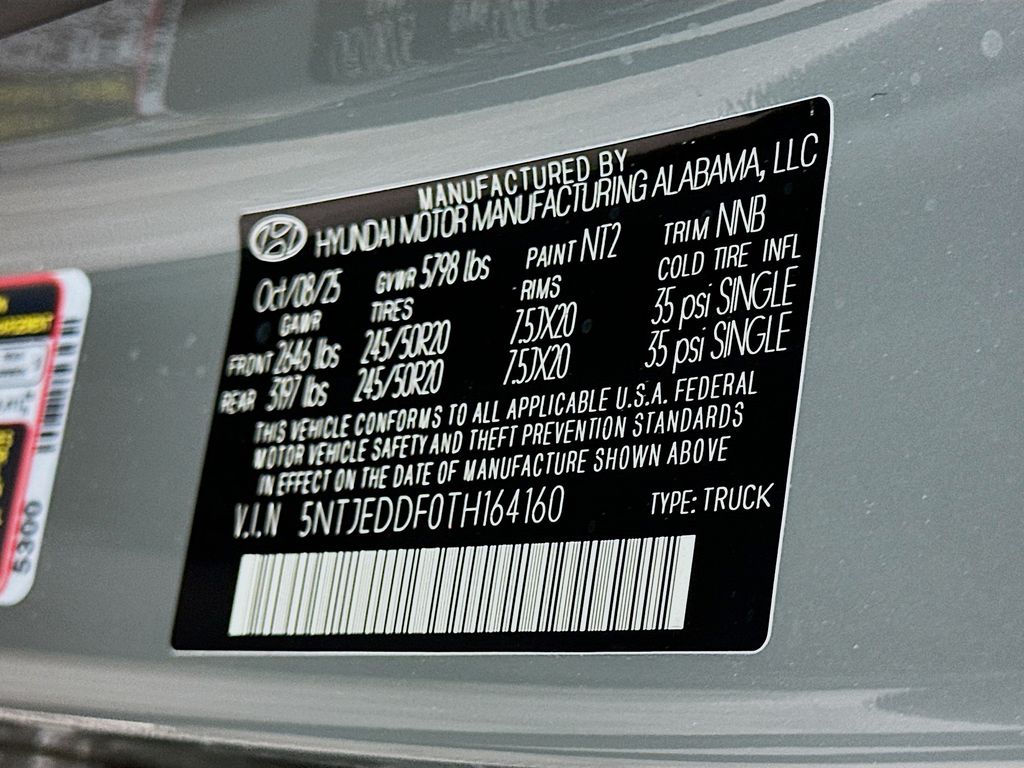 MANUFACTURED BY
HYUNDAI MOTOR MANUFACTURING ALABAMA, LLC
Oct/08/25 GVWR 5798 lbs PAINT NT2 TRIM NNB
GAWR TIRES RIMS COLD TIRE INFL
FRONT 2646 lbs 245/50R20 7.5JX20 35 psi SINGLE
REAR 3197 lbs 245/50R20 7.5JX20 35 psi SINGLE
THIS VEHICLE CONFORMS TO ALL APPLICABLE U.S.A. FEDERAL
MOTOR VEHICLE SAFETY AND THEFT PREVENTION STANDARDS
IN EFFECT ON THE DATE OF MANUFACTURE SHOWN ABOVE
V.I.N 5NTJEDDF0TH164160 TYPE: TRUCK
5300